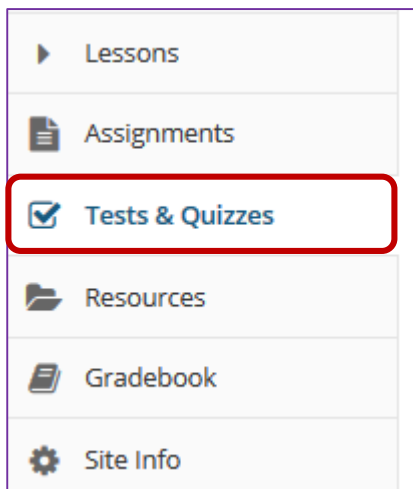 Lessons
Assignments
Tests & Quizzes
Resources
Gradebook
Site Info